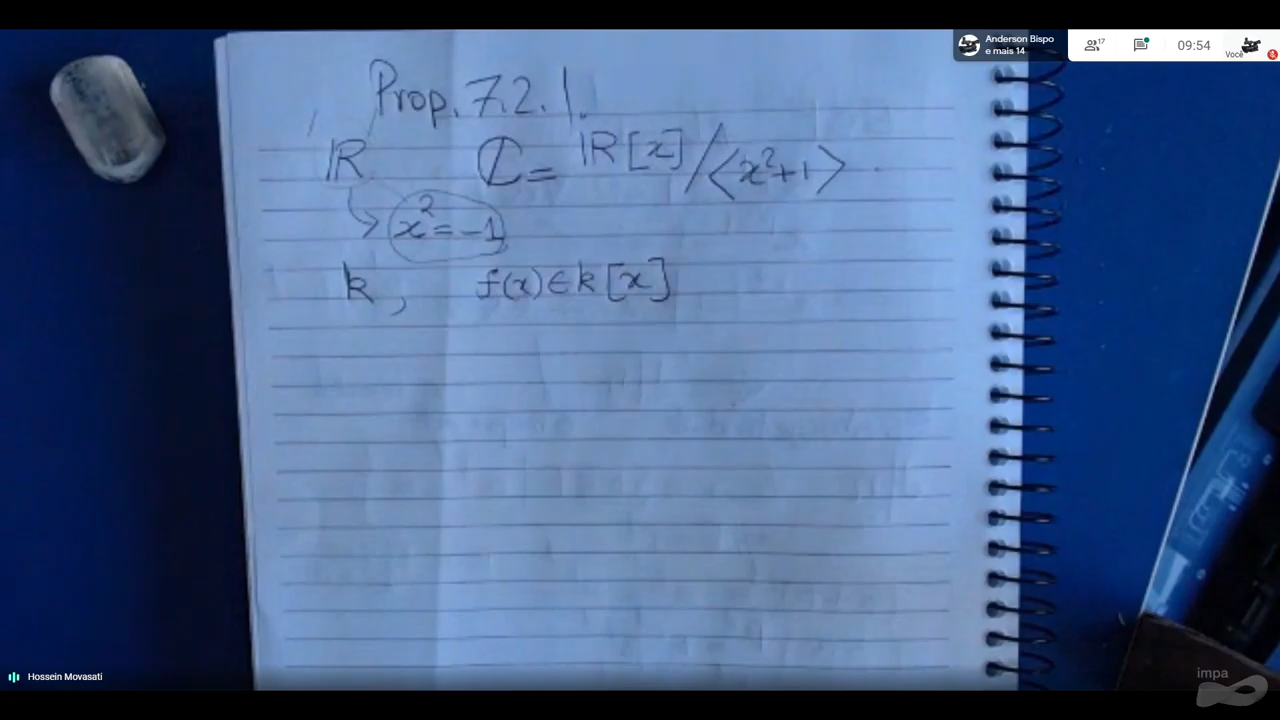 Anderson Bispo
e mais 14
17
09:54
Você
Prop. 7.2.1.
ℝ ℂ = ℝ[x]/<x²+1>
x² = -1
k, f(x) ∈ k[x]
Hossein Movasati
impa